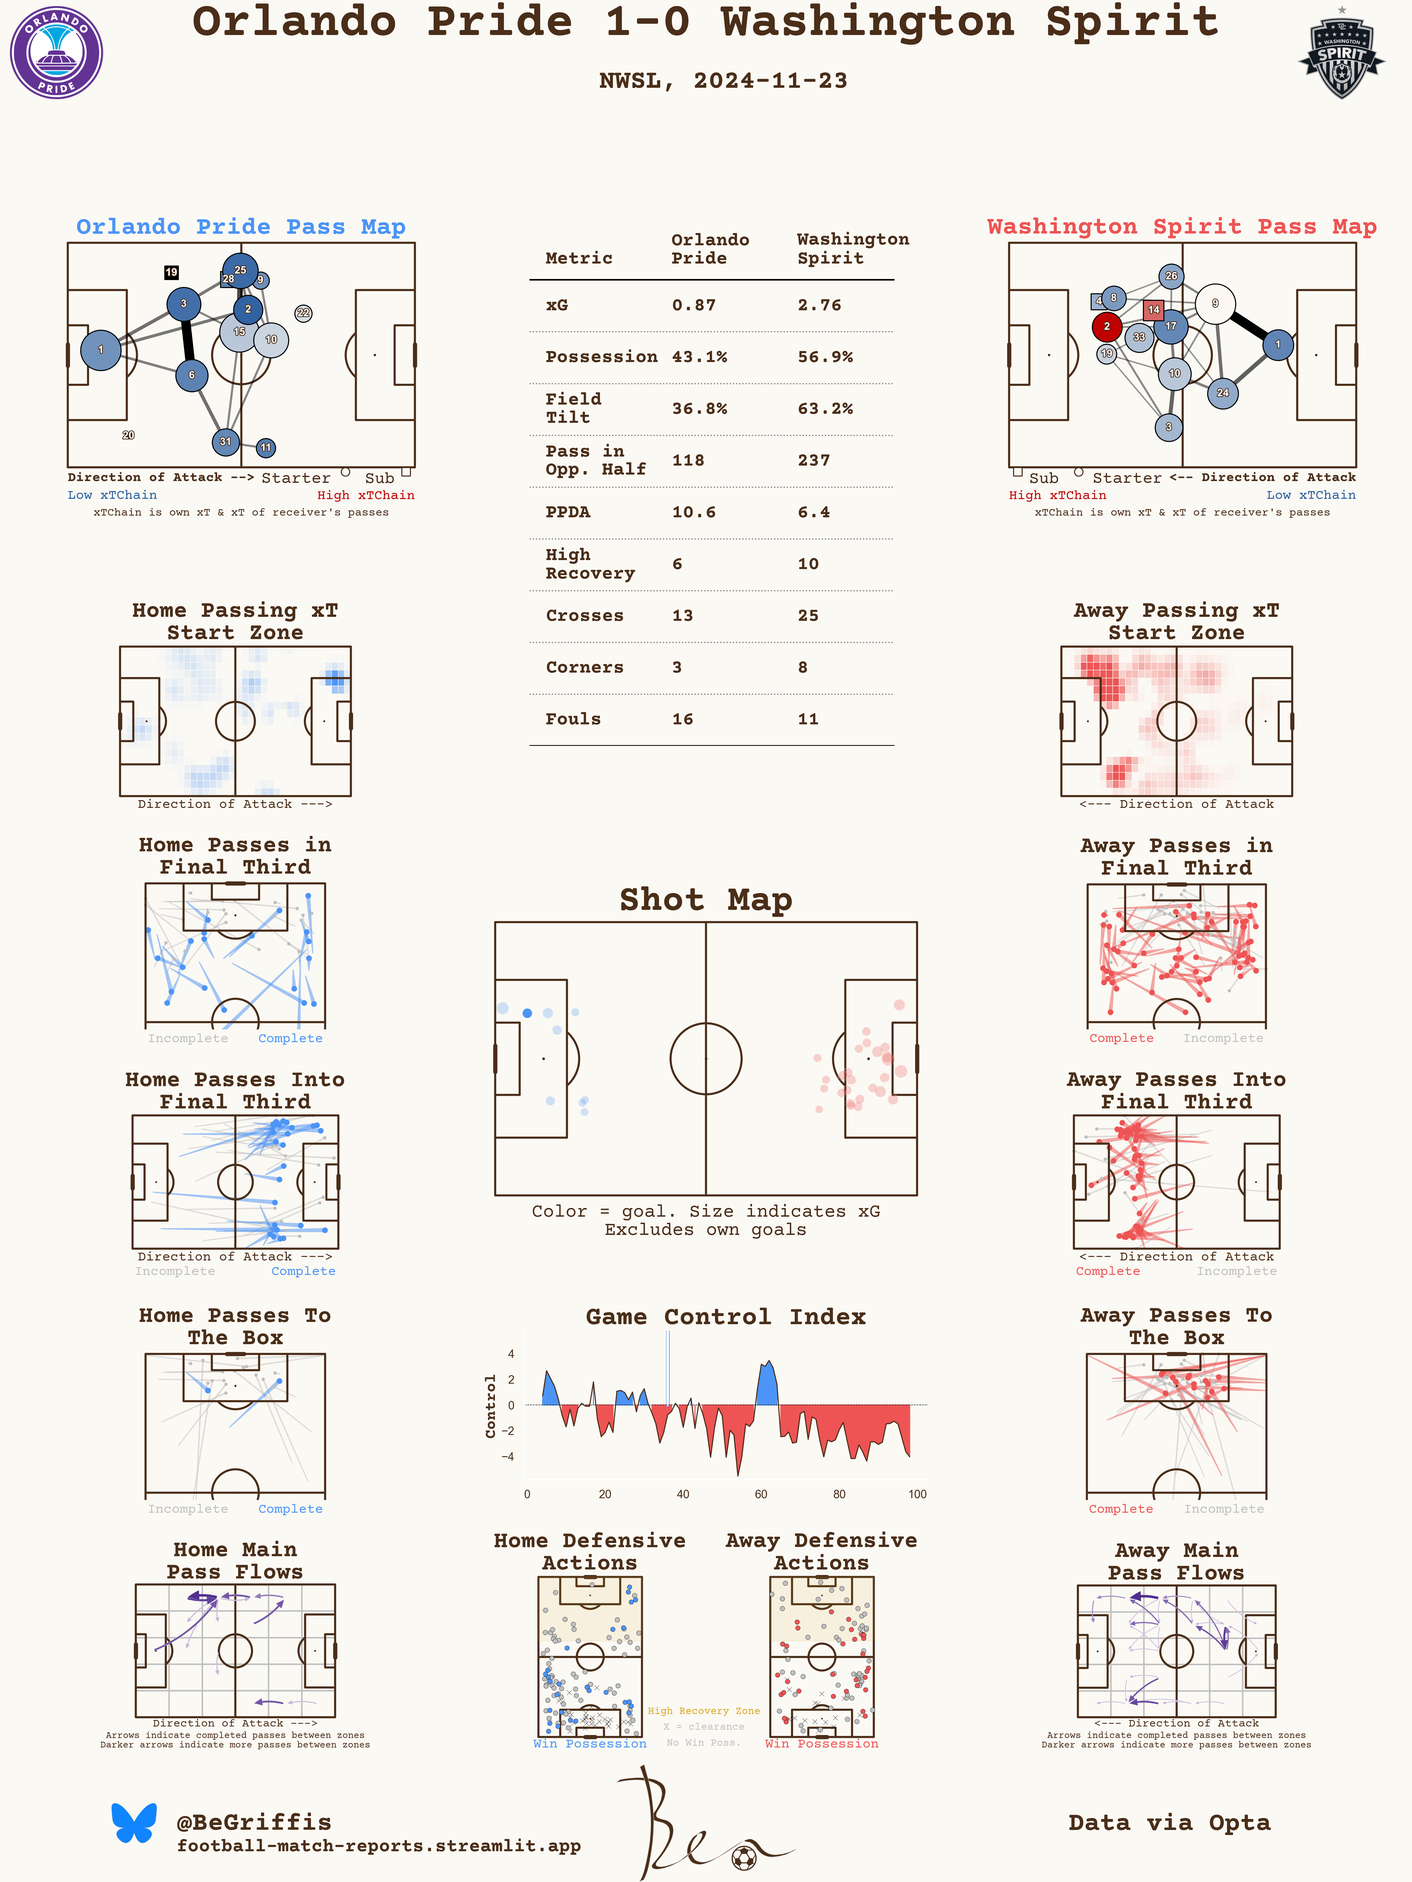 Orlando Pride 1-0 Washington Spirit
NWSL, 2024-11-23
ORLANDO
PRIDE
WASHINGTON
SPIRIT
Orlando Pride Pass Map
19
25
28
9
3
2
22
15
10
1
6
20
31
11
Direction of Attack --> Starter Sub
Low xTChain High xTChain
xTChain is own xT & xT of receiver's passes
Metric Orlando Pride Washington Spirit
xG 0.87 2.76
Possession 43.1% 56.9%
Field Tilt 36.8% 63.2%
Pass in Opp. Half 118 237
PPDA 10.6 6.4
High Recovery 6 10
Crosses 13 25
Corners 3 8
Fouls 16 11
Washington Spirit Pass Map
26
4
8
9
14
2
17
33
1
19
10
24
3
Sub Starter <-- Direction of Attack
High xTChain Low xTChain
xTChain is own xT & xT of receiver's passes
Home Passing xT
Start Zone
Direction of Attack --->
Away Passing xT
Start Zone
<--- Direction of Attack
Home Passes in
Final Third
Incomplete Complete
Shot Map
Color = goal. Size indicates xG
Excludes own goals
Away Passes in
Final Third
Complete Incomplete
Home Passes Into
Final Third
Direction of Attack --->
Incomplete Complete
Away Passes Into
Final Third
<--- Direction of Attack
Complete Incomplete
Home Passes To
The Box
Incomplete Complete
Game Control Index
Control
4
2
0
−2
−4
0 20 40 60 80 100
Away Passes To
The Box
Complete Incomplete
Home Main
Pass Flows
Direction of Attack --->
Arrows indicate completed passes between zones
Darker arrows indicate more passes between zones
Home Defensive
Actions
Win Possession
High Recovery Zone
X = clearance
No Win Poss.
Away Defensive
Actions
Win Possession
Away Main
Pass Flows
<--- Direction of Attack
Arrows indicate completed passes between zones
Darker arrows indicate more passes between zones
@BeGriffis
football-match-reports.streamlit.app
Ben
Data via Opta